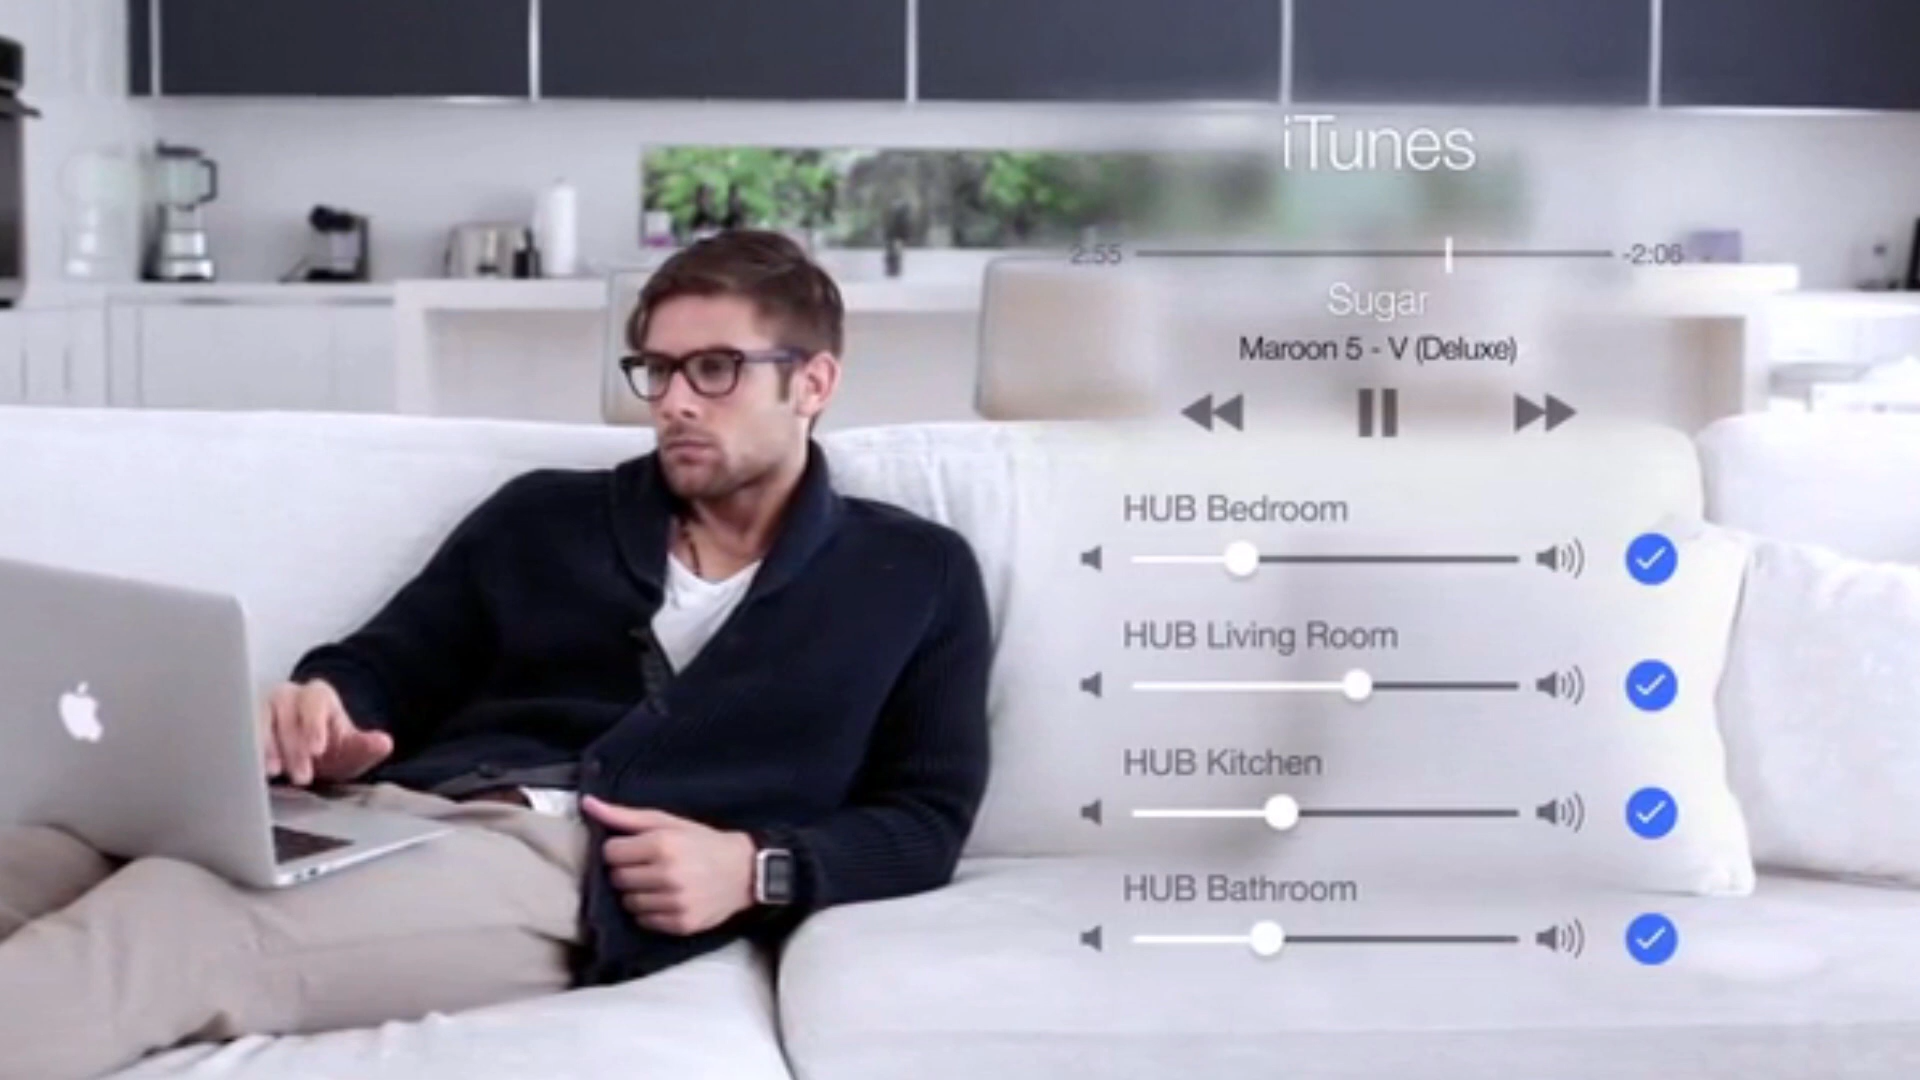 iTunes
2:55 -2:06
Sugar
Maroon 5 - V (Deluxe)
HUB Bedroom
HUB Living Room
HUB Kitchen
HUB Bathroom